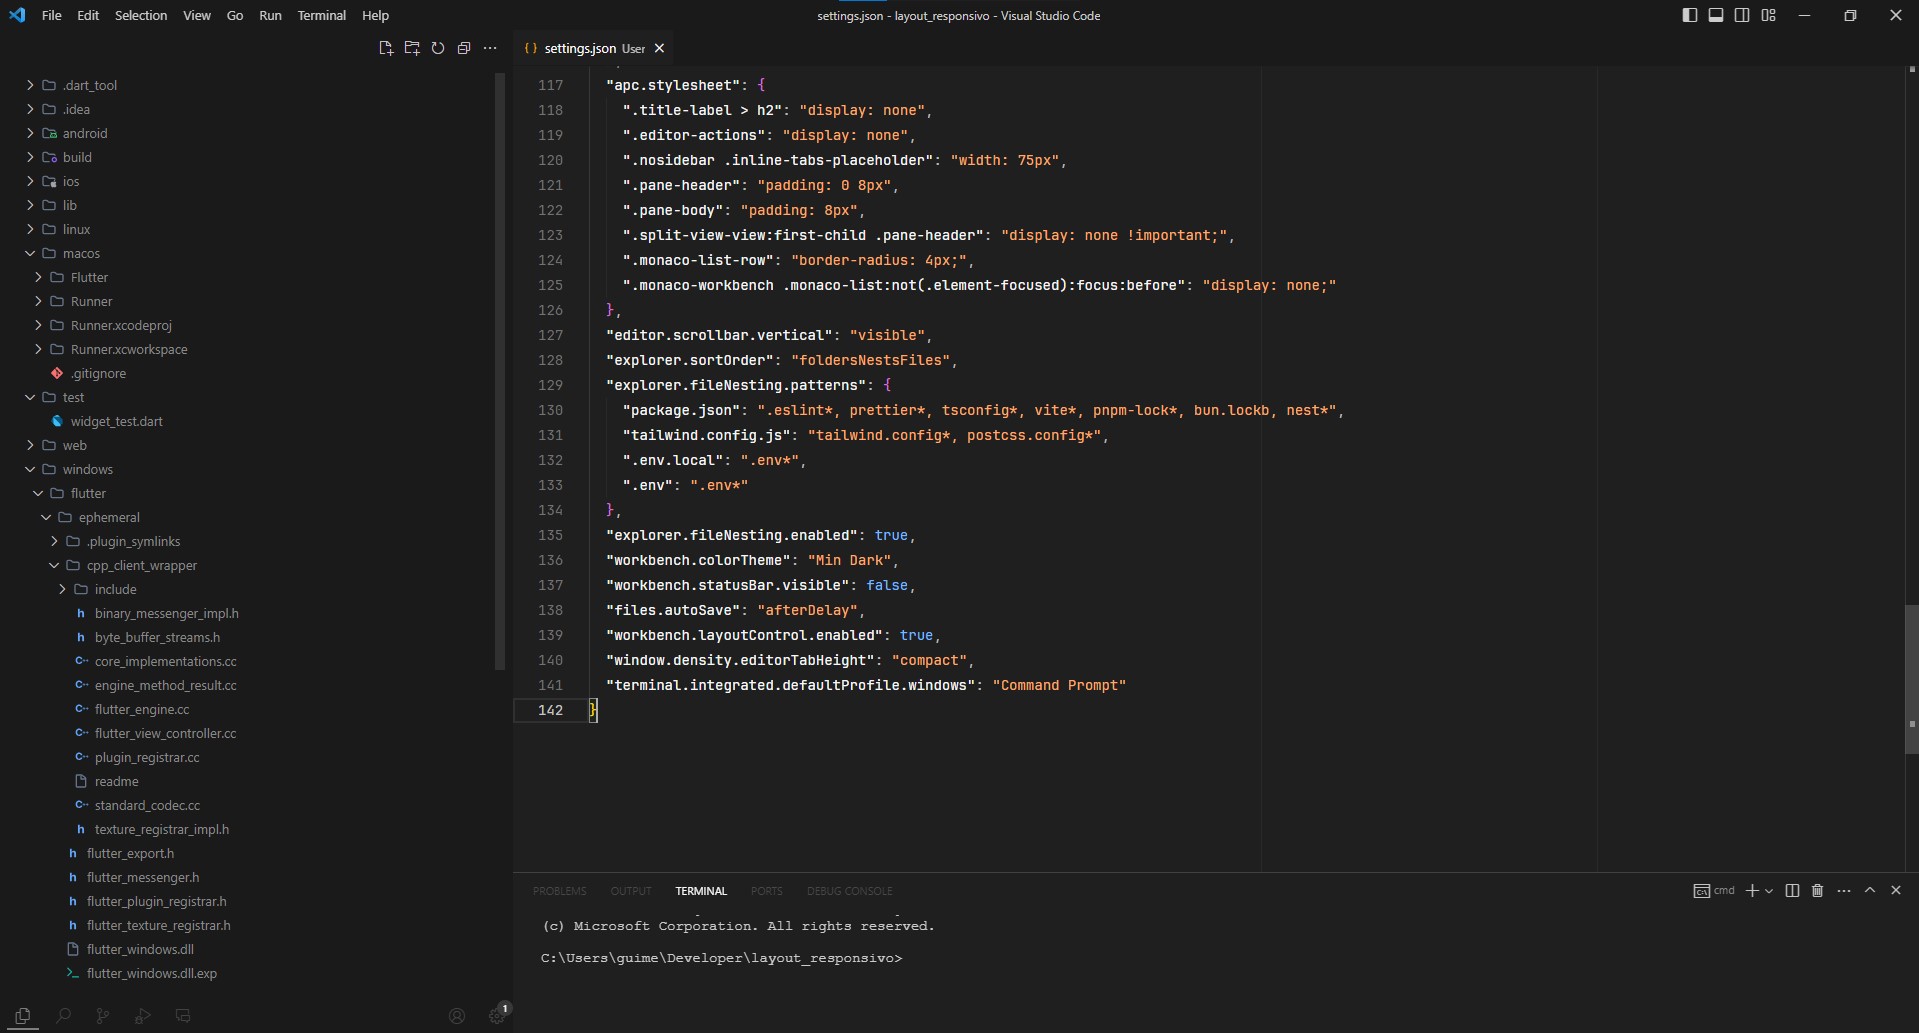 File Edit Selection View Go Run Terminal Help
settings.json - layout_responsivo - Visual Studio Code
.dart_tool
.idea
android
build
ios
lib
linux
macos
Flutter
Runner
Runner.xcodeproj
Runner.xcworkspace
.gitignore
test
widget_test.dart
web
windows
flutter
ephemeral
.plugin_symlinks
cpp_client_wrapper
include
binary_messenger_impl.h
byte_buffer_streams.h
core_implementations.cc
engine_method_result.cc
flutter_engine.cc
flutter_view_controller.cc
plugin_registrar.cc
readme
standard_codec.cc
texture_registrar_impl.h
flutter_export.h
flutter_messenger.h
flutter_plugin_registrar.h
flutter_texture_registrar.h
flutter_windows.dll
flutter_windows.dll.exp
1
{} settings.json User
117 "apc.stylesheet": {
118 ".title-label > h2": "display: none",
119 ".editor-actions": "display: none",
120 ".nosidebar .inline-tabs-placeholder": "width: 75px",
121 ".pane-header": "padding: 0 8px",
122 ".pane-body": "padding: 8px",
123 ".split-view-view:first-child .pane-header": "display: none !important;",
124 ".monaco-list-row": "border-radius: 4px;",
125 ".monaco-workbench .monaco-list:not(.element-focused):focus:before": "display: none;"
126 },
127 "editor.scrollbar.vertical": "visible",
128 "explorer.sortOrder": "foldersNestsFiles",
129 "explorer.fileNesting.patterns": {
130 "package.json": ".eslint*, prettier*, tsconfig*, vite*, pnpm-lock*, bun.lockb, nest*",
131 "tailwind.config.js": "tailwind.config*, postcss.config*",
132 ".env.local": ".env*",
133 ".env": ".env*"
134 },
135 "explorer.fileNesting.enabled": true,
136 "workbench.colorTheme": "Min Dark",
137 "workbench.statusBar.visible": false,
138 "files.autoSave": "afterDelay",
139 "workbench.layoutControl.enabled": true,
140 "window.density.editorTabHeight": "compact",
141 "terminal.integrated.defaultProfile.windows": "Command Prompt"
142 }
PROBLEMS OUTPUT TERMINAL PORTS DEBUG CONSOLE cmd
(c) Microsoft Corporation. All rights reserved.
C:\Users\guime\Developer\layout_responsivo>